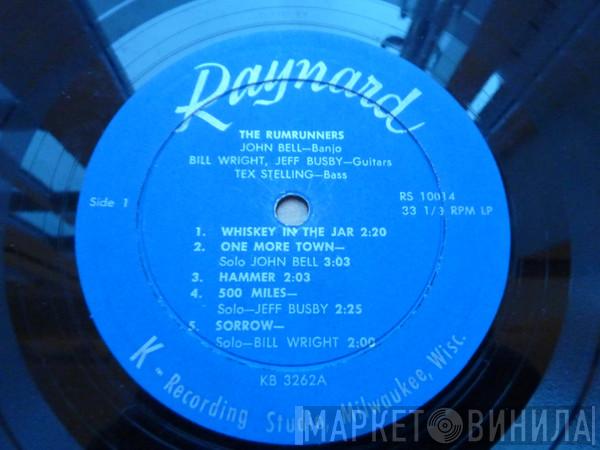 Raynard
THE RUMRUNNERS
JOHN BELL—Banjo
BILL WRIGHT, JEFF BUSBY—Guitars
TEX STELLING—Bass
Side 1
RS 10014
33 1/3 RPM LP
1. WHISKEY IN THE JAR 2:20
2. ONE MORE TOWN—
Solo JOHN BELL 3:03
3. HAMMER 2:03
4. 500 MILES—
Solo—JEFF BUSBY 2:25
5. SORROW—
Solo—BILL WRIGHT 2:00
KB 3262A
K - Recording Studio, Milwaukee, Wisc.
МАРКЕТ ВИНИЛА